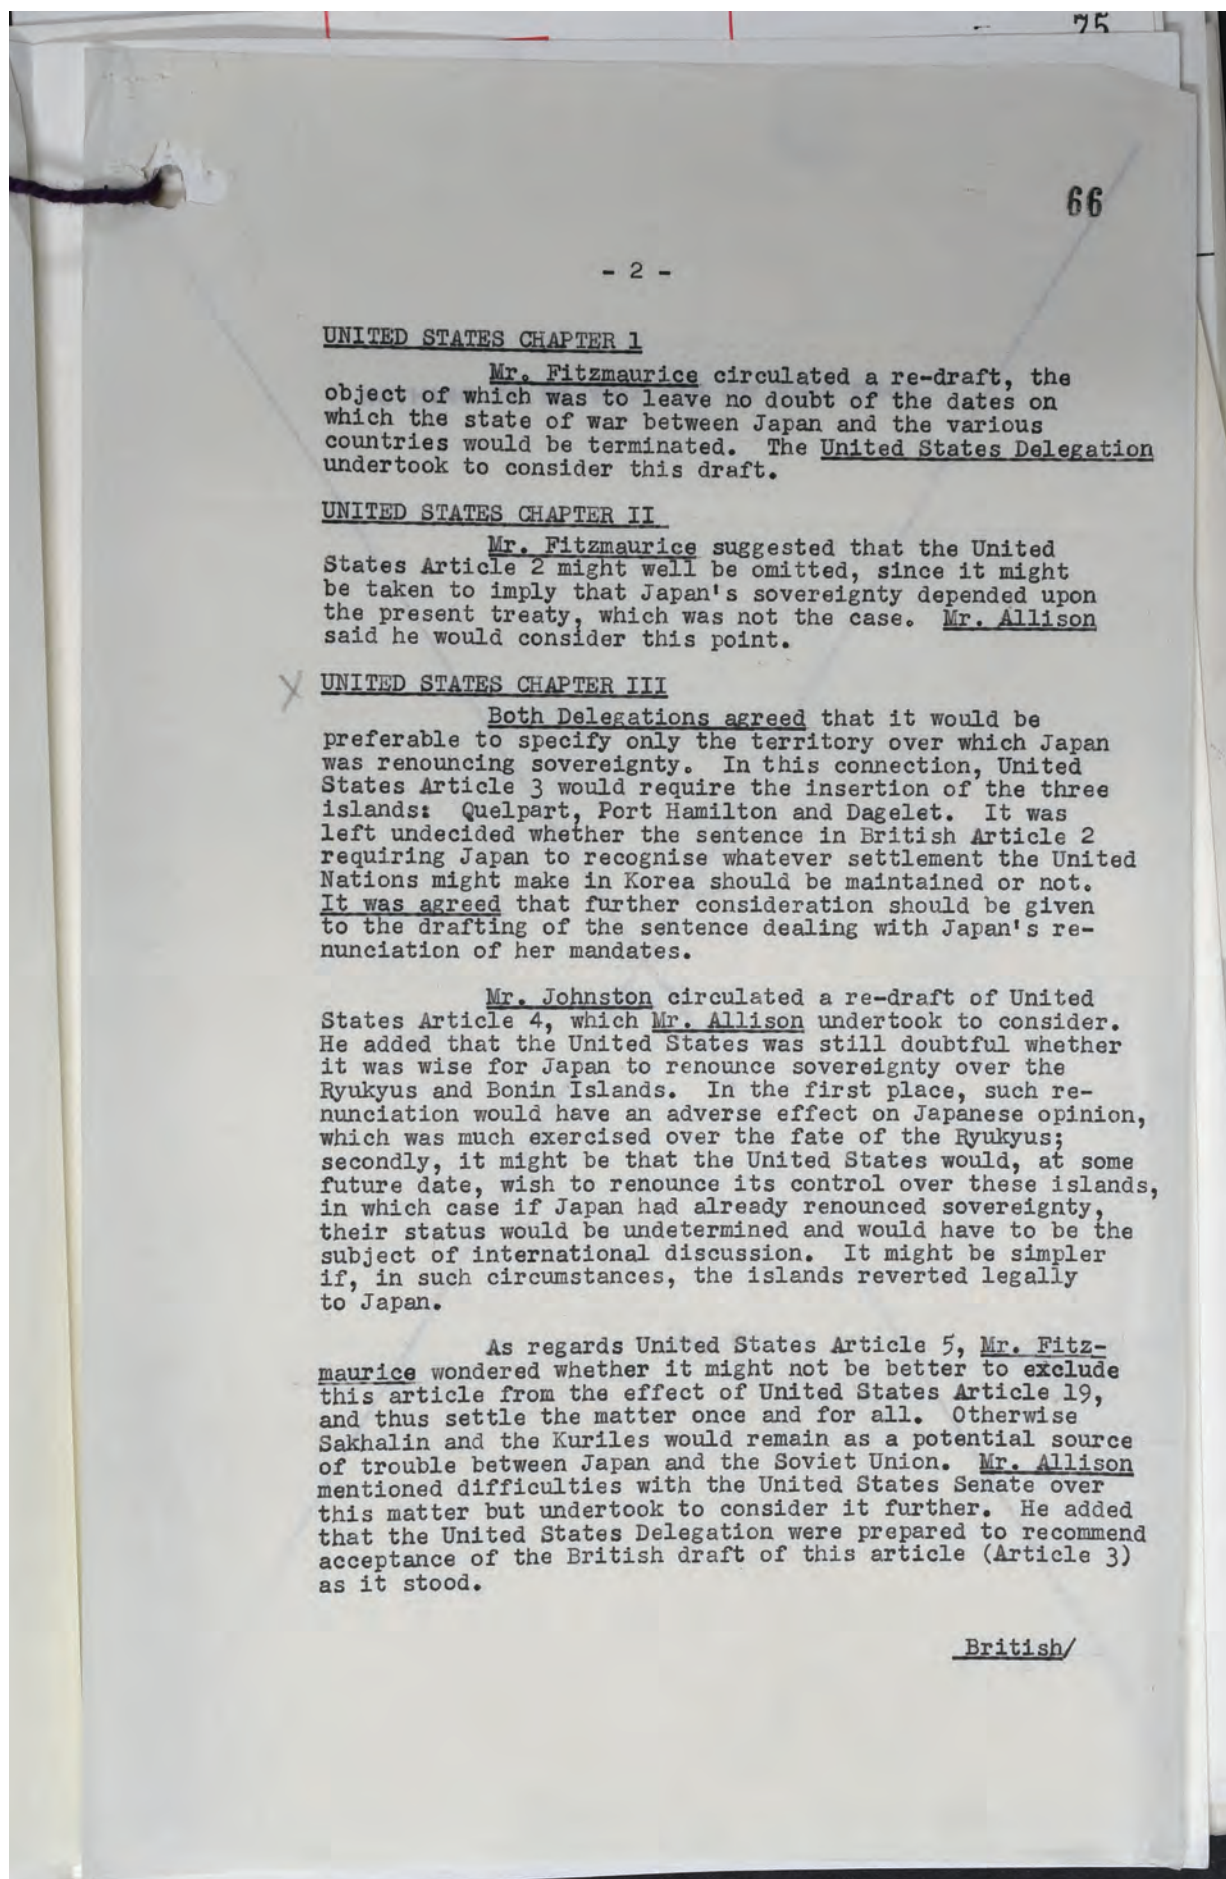 75
66
- 2 -
UNITED STATES CHAPTER 1
Mr. Fitzmaurice circulated a re-draft, the
object of which was to leave no doubt of the dates on
which the state of war between Japan and the various
countries would be terminated. The United States Delegation
undertook to consider this draft.
UNITED STATES CHAPTER II
Mr. Fitzmaurice suggested that the United
States Article 2 might well be omitted, since it might
be taken to imply that Japan's sovereignty depended upon
the present treaty, which was not the case. Mr. Allison
said he would consider this point.
X UNITED STATES CHAPTER III
Both Delegations agreed that it would be
preferable to specify only the territory over which Japan
was renouncing sovereignty. In this connection, United
States Article 3 would require the insertion of the three
islands: Quelpart, Port Hamilton and Dagelet. It was
left undecided whether the sentence in British Article 2
requiring Japan to recognise whatever settlement the United
Nations might make in Korea should be maintained or not.
It was agreed that further consideration should be given
to the drafting of the sentence dealing with Japan's re-
nunciation of her mandates.
Mr. Johnston circulated a re-draft of United
States Article 4, which Mr. Allison undertook to consider.
He added that the United States was still doubtful whether
it was wise for Japan to renounce sovereignty over the
Ryukyus and Bonin Islands. In the first place, such re-
nunciation would have an adverse effect on Japanese opinion,
which was much exercised over the fate of the Ryukyus;
secondly, it might be that the United States would, at some
future date, wish to renounce its control over these islands,
in which case if Japan had already renounced sovereignty,
their status would be undetermined and would have to be the
subject of international discussion. It might be simpler
if, in such circumstances, the islands reverted legally
to Japan.
As regards United States Article 5, Mr. Fitz-
maurice wondered whether it might not be better to exclude
this article from the effect of United States Article 19,
and thus settle the matter once and for all. Otherwise
Sakhalin and the Kuriles would remain as a potential source
of trouble between Japan and the Soviet Union. Mr. Allison
mentioned difficulties with the United States Senate over
this matter but undertook to consider it further. He added
that the United States Delegation were prepared to recommend
acceptance of the British draft of this article (Article 3)
as it stood.
British/